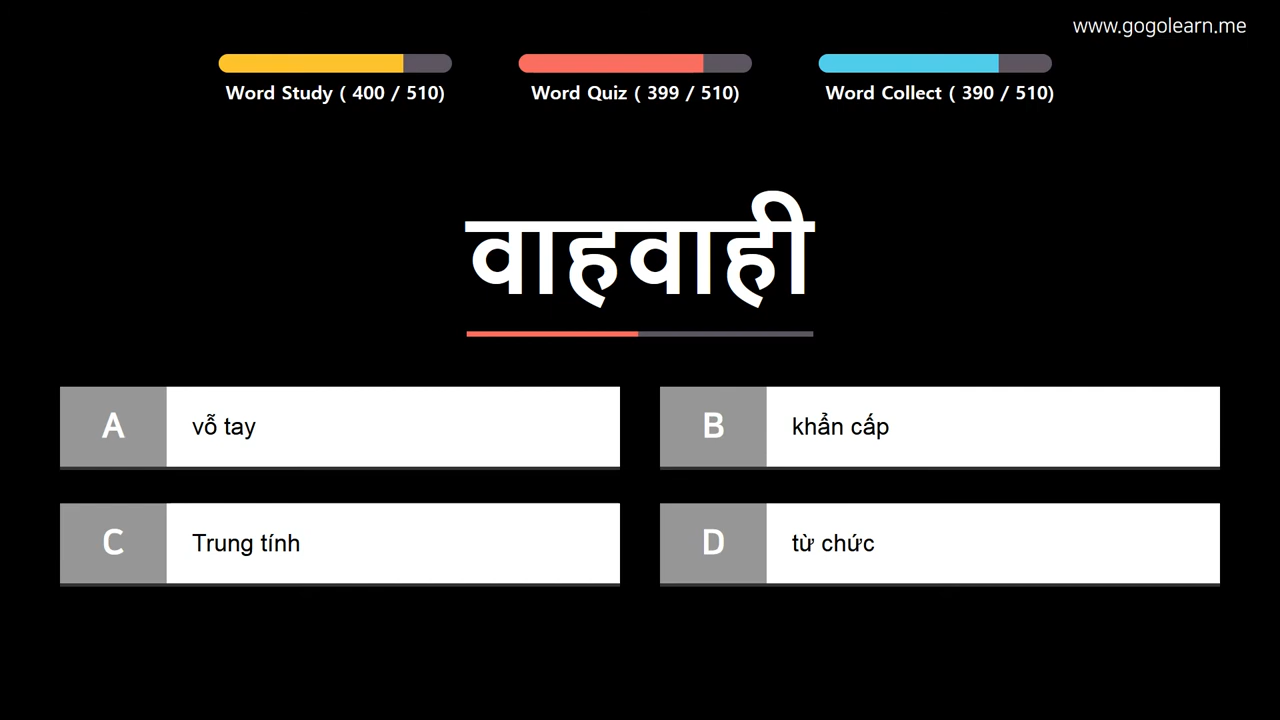 www.gogolearn.me
Word Study ( 400 / 510)
Word Quiz ( 399 / 510)
Word Collect ( 390 / 510)
वाहवाही
A
vỗ tay
B
khẩn cấp
C
Trung tính
D
từ chức